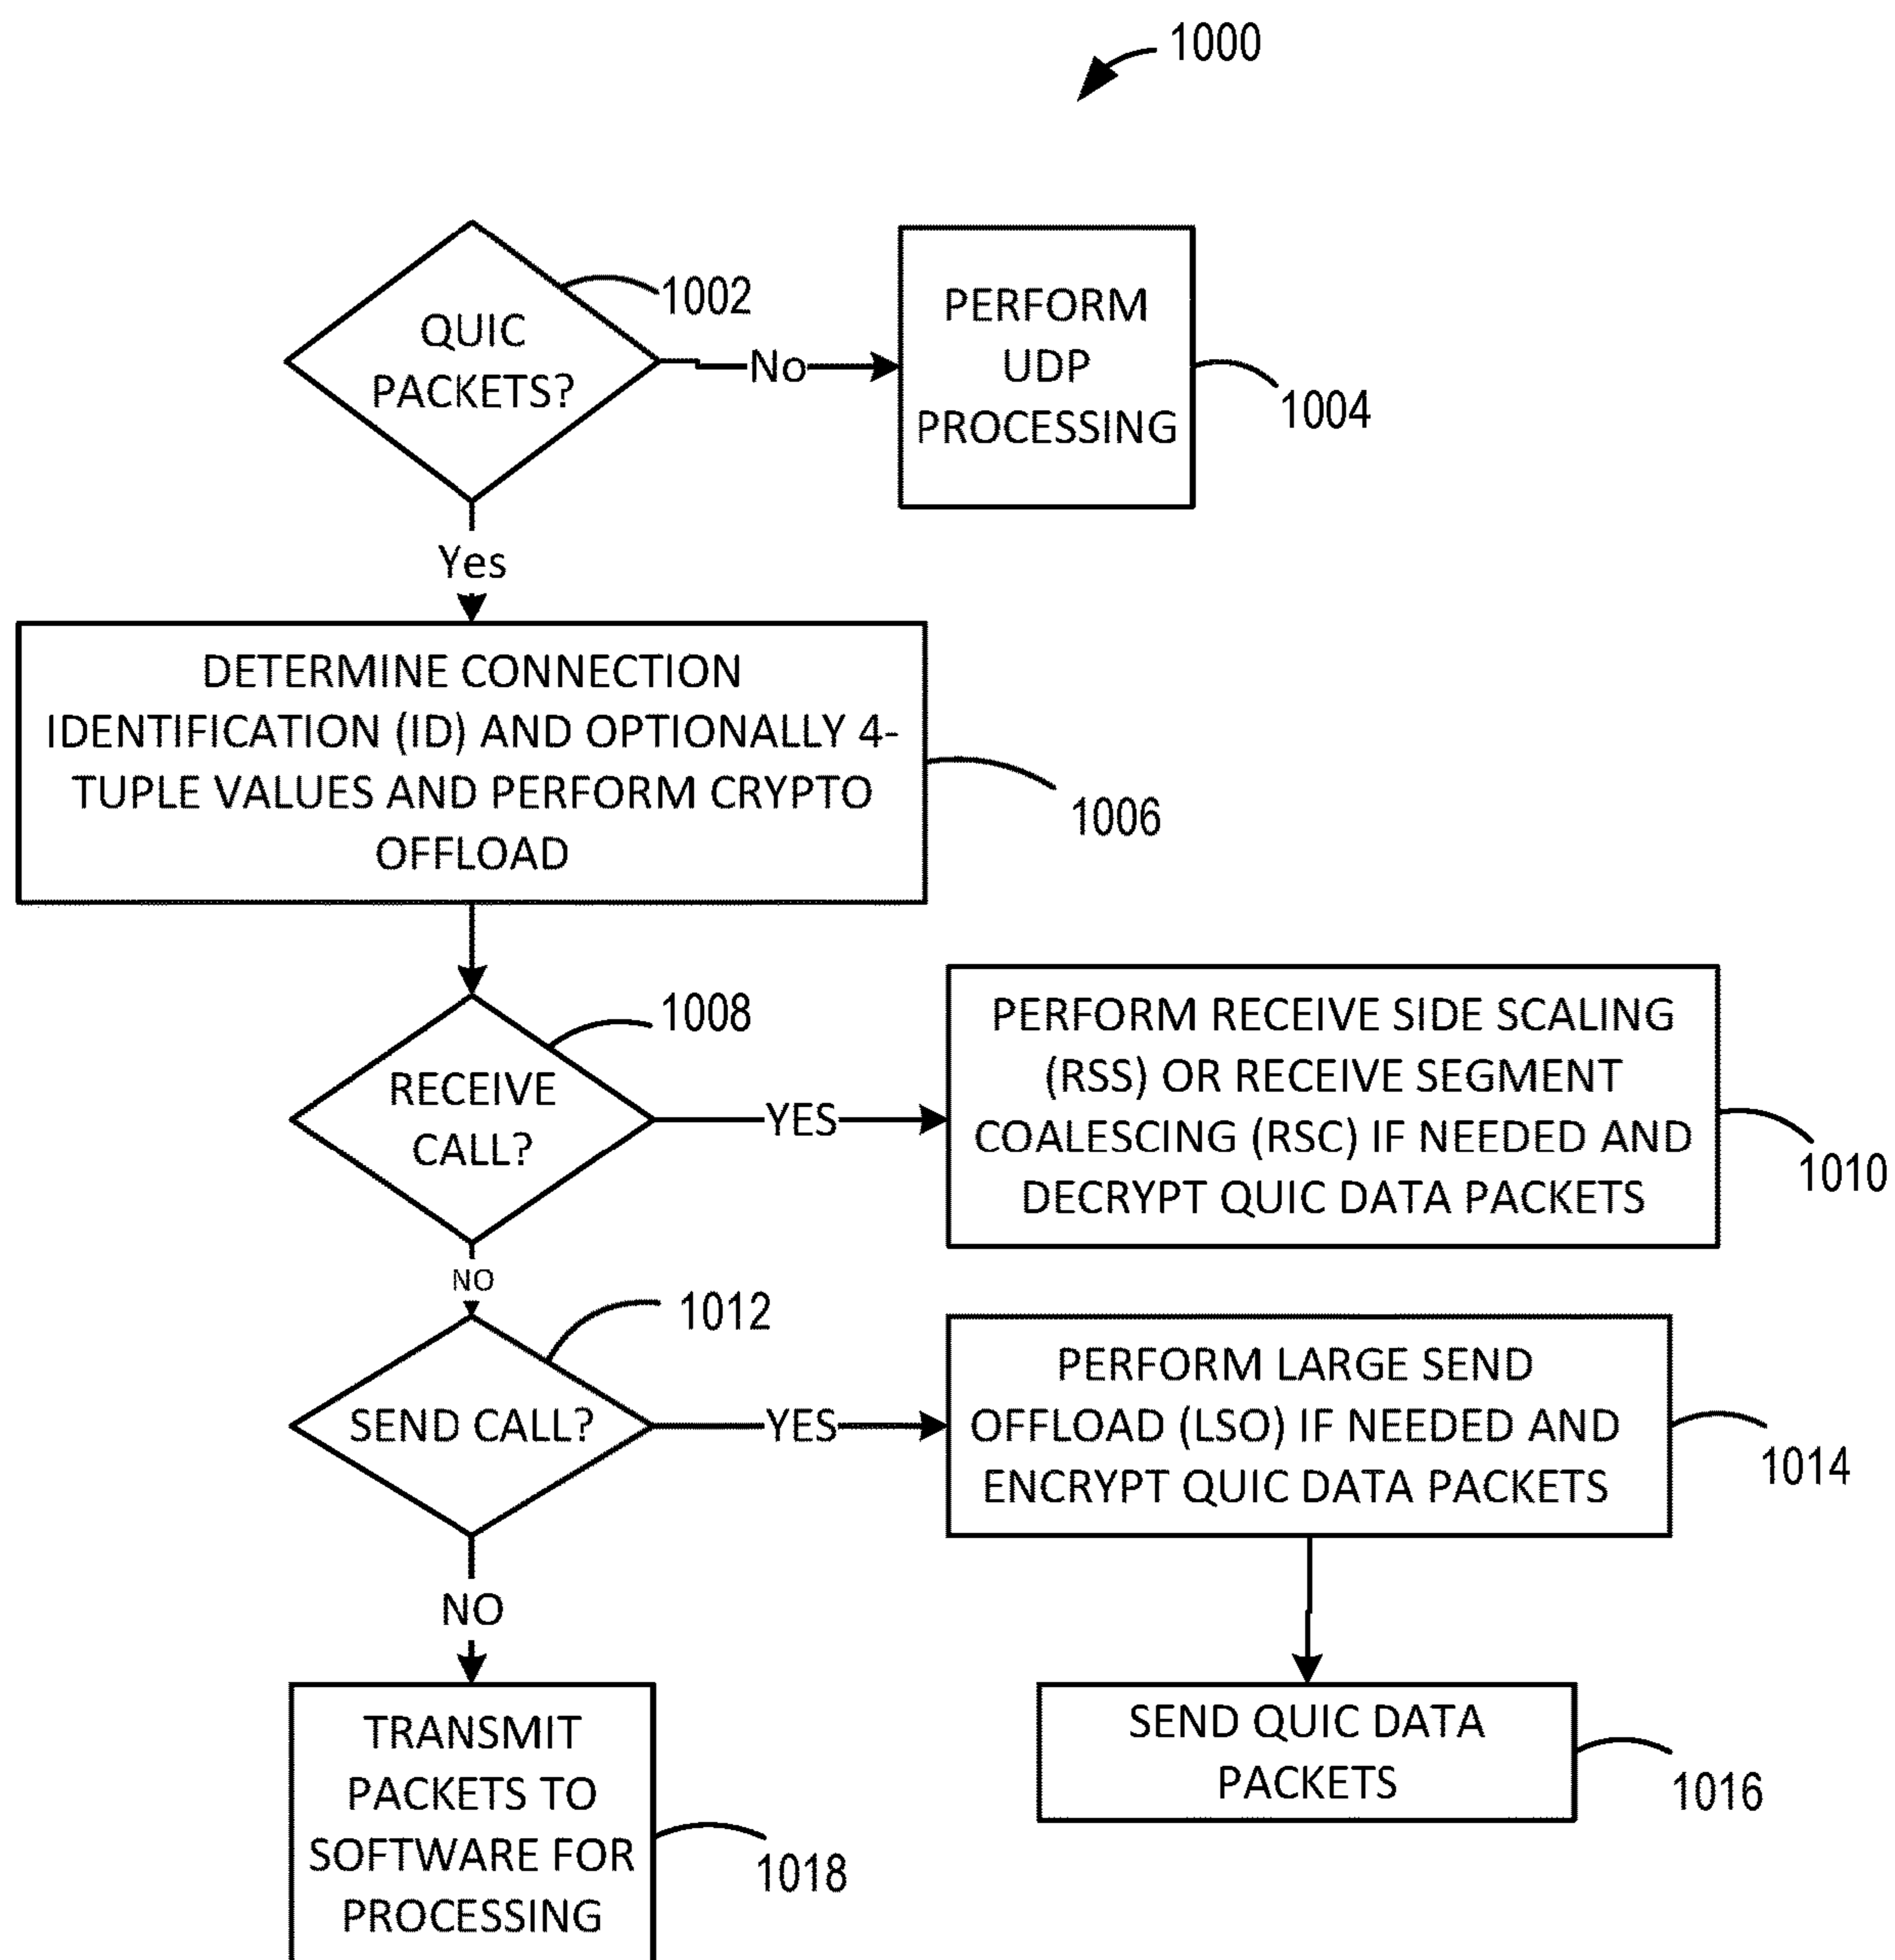 1000
QUIC
PACKETS?
1002
No
PERFORM
UDP
PROCESSING
1004
Yes
DETERMINE CONNECTION
IDENTIFICATION (ID) AND OPTIONALLY 4-
TUPLE VALUES AND PERFORM CRYPTO
OFFLOAD
1006
RECEIVE
CALL?
1008
YES
PERFORM RECEIVE SIDE SCALING
(RSS) OR RECEIVE SEGMENT
COALESCING (RSC) IF NEEDED AND
DECRYPT QUIC DATA PACKETS
1010
NO
SEND CALL?
1012
YES
PERFORM LARGE SEND
OFFLOAD (LSO) IF NEEDED AND
ENCRYPT QUIC DATA PACKETS
1014
NO
TRANSMIT
PACKETS TO
SOFTWARE FOR
PROCESSING
1018
SEND QUIC DATA
PACKETS
1016